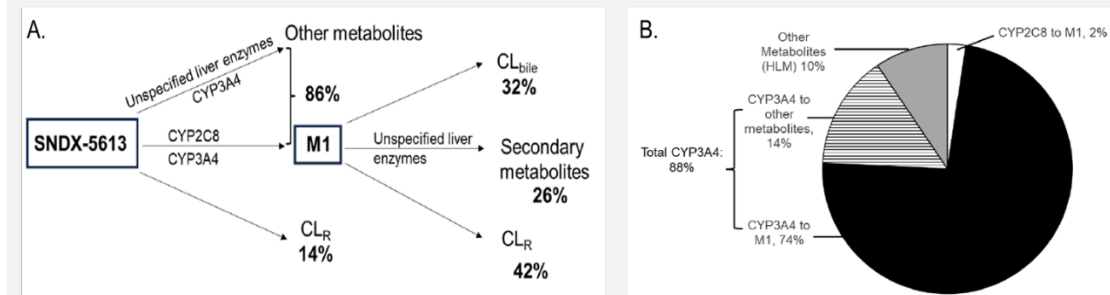 A.
Other metabolites
Unspecified liver enzymes
CYP3A4
86%
SNDX-5613
CYP2C8
CYP3A4
M1
CL_R
14%
CL_bile
32%
Unspecified liver
enzymes
Secondary
metabolites
26%
CL_R
42%
B.
CYP2C8 to M1, 2%
Other
Metabolites
(HLM) 10%
CYP3A4 to
other
metabolites,
14%
Total CYP3A4:
88%
CYP3A4 to
M1, 74%